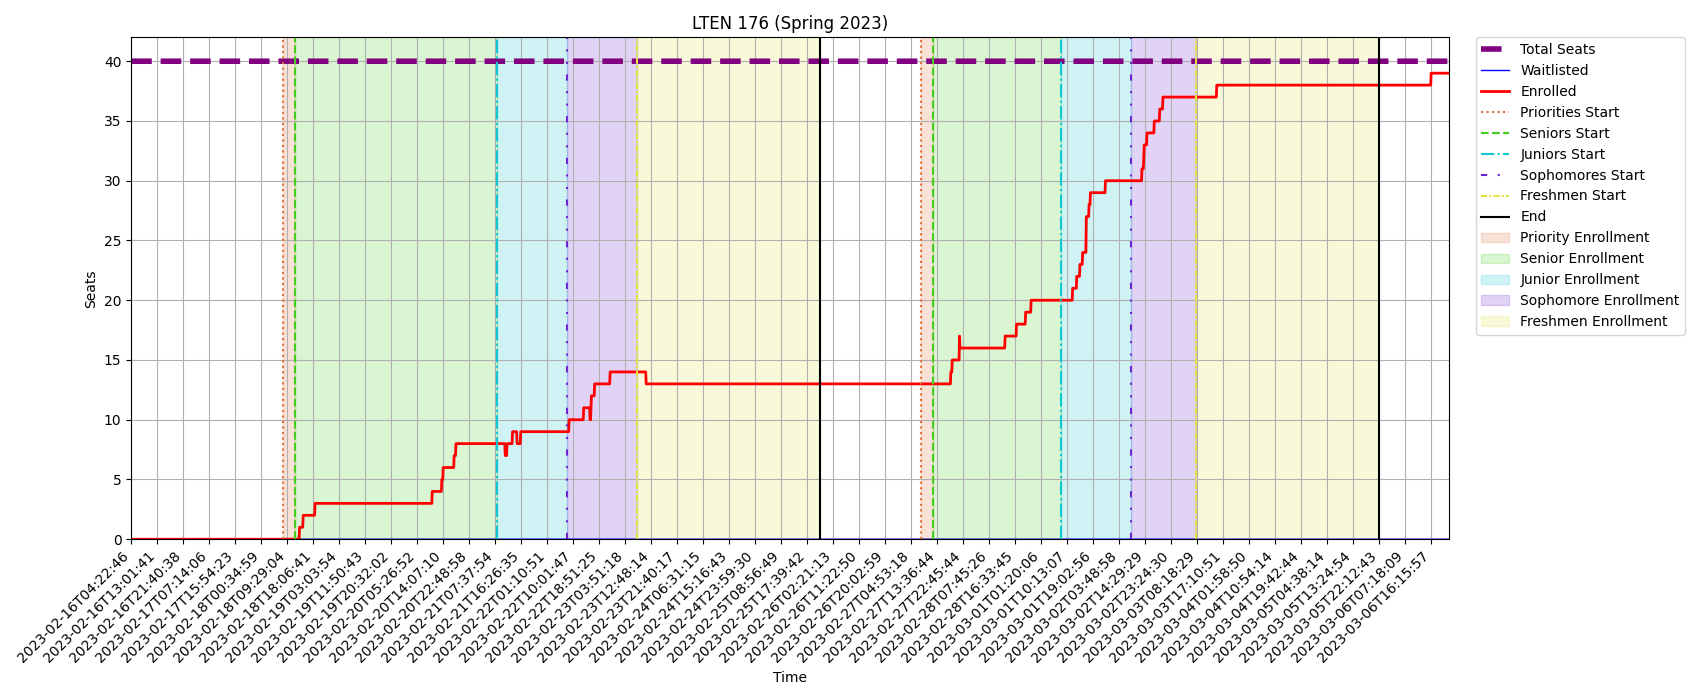 LTEN 176 (Spring 2023)
Seats
40
35
30
25
20
15
10
5
0
2023-02-16T04:22:46
2023-02-16T13:01:41
2023-02-16T21:40:38
2023-02-17T07:14:06
2023-02-17T15:54:23
2023-02-18T00:34:59
2023-02-18T09:29:04
2023-02-18T18:06:41
2023-02-19T03:03:54
2023-02-19T11:50:43
2023-02-19T20:32:02
2023-02-20T05:26:52
2023-02-20T14:07:10
2023-02-20T22:48:58
2023-02-21T07:37:54
2023-02-21T16:26:35
2023-02-22T01:10:51
2023-02-22T10:01:47
2023-02-22T18:51:25
2023-02-23T03:51:18
2023-02-23T12:48:14
2023-02-23T21:40:17
2023-02-24T06:31:15
2023-02-24T15:16:43
2023-02-24T23:59:30
2023-02-25T08:56:49
2023-02-25T17:39:42
2023-02-26T02:21:13
2023-02-26T11:22:50
2023-02-26T20:02:59
2023-02-27T04:53:18
2023-02-27T13:36:44
2023-02-27T22:45:44
2023-02-28T07:45:26
2023-02-28T16:33:45
2023-03-01T01:20:06
2023-03-01T10:13:07
2023-03-01T19:02:56
2023-03-02T03:48:58
2023-03-02T14:29:29
2023-03-02T23:24:30
2023-03-03T08:18:29
2023-03-03T17:10:51
2023-03-04T01:58:50
2023-03-04T10:54:14
2023-03-04T19:42:44
2023-03-05T04:38:14
2023-03-05T13:24:54
2023-03-05T22:12:43
2023-03-06T07:18:09
2023-03-06T16:15:57
Time
Total Seats
Waitlisted
Enrolled
Priorities Start
Seniors Start
Juniors Start
Sophomores Start
Freshmen Start
End
Priority Enrollment
Senior Enrollment
Junior Enrollment
Sophomore Enrollment
Freshmen Enrollment